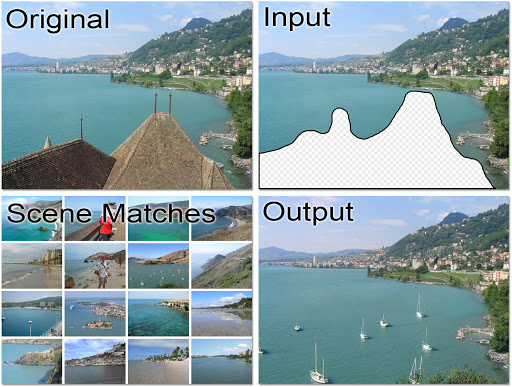 Original
Input
Scene Matches
Output